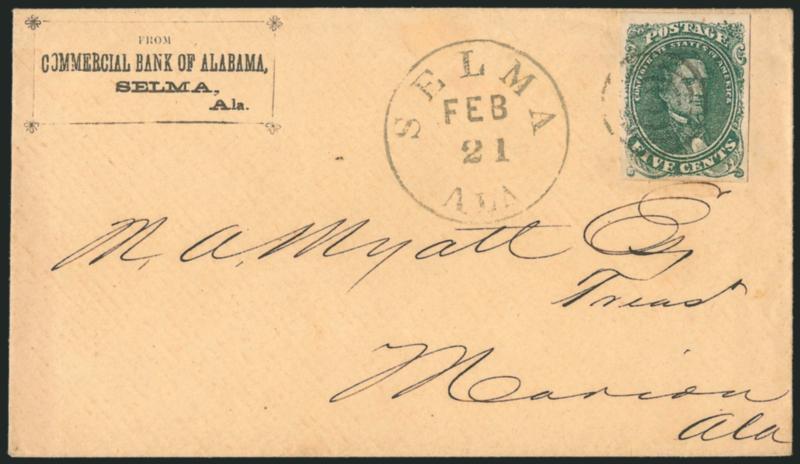 FROM
COMMERCIAL BANK OF ALABAMA,
SELMA,
Ala.
SELMA
FEB
21
ALA
POSTAGE
CONFEDERATE STATES OF AMERICA
FIVE CENTS
M. A. Myatt Esq
Treas
Marion
Ala